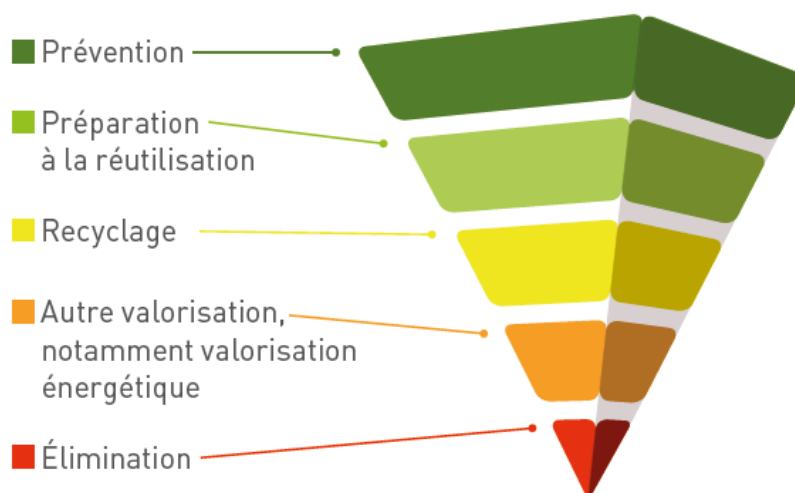 Prévention
Préparation
à la réutilisation
Recyclage
Autre valorisation,
notamment valorisation
énergétique
Élimination